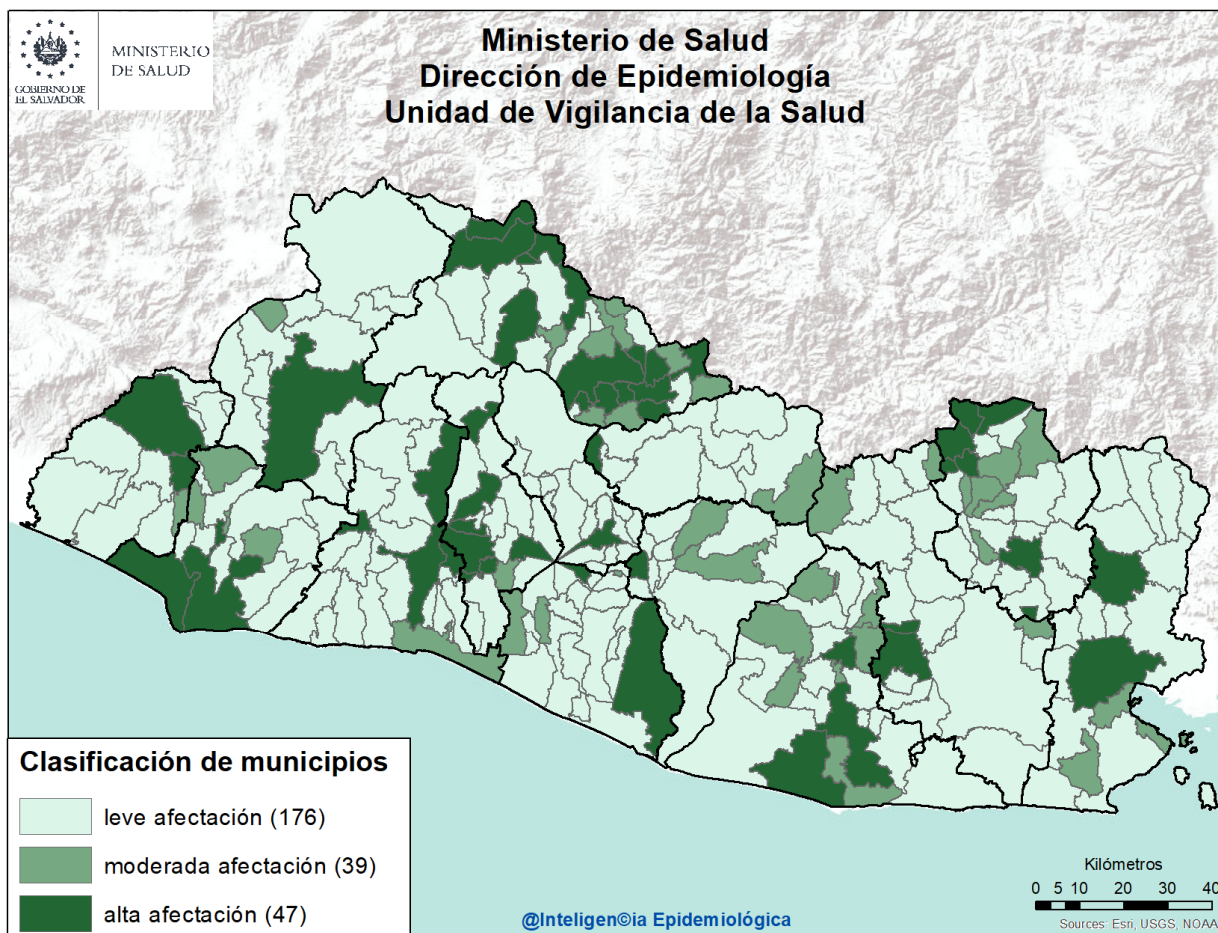 GOBIERNO DE
EL SALVADOR
MINISTERIO
DE SALUD
Ministerio de Salud
Dirección de Epidemiología
Unidad de Vigilancia de la Salud
Clasificación de municipios
leve afectación (176)
moderada afectación (39)
alta afectación (47)
@Inteligen©ia Epidemiológica
Kilómetros
0 5 10 20 30 40
Sources: Esri, USGS, NOAA